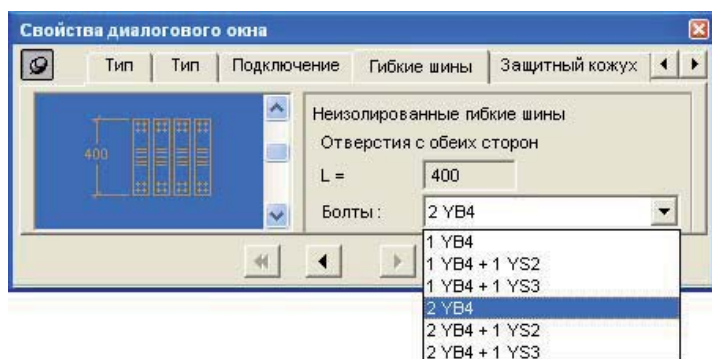 Свойства диалогового окна
Тип Тип Подключение Гибкие шины Защитный кожух
400
Неизолированные гибкие шины
Отверстия с обеих сторон
L = 400
Болты: 2 YB4
1 YB4
1 YB4 + 1 YS2
1 YB4 + 1 YS3
2 YB4
2 YB4 + 1 YS2
2 YB4 + 1 YS3